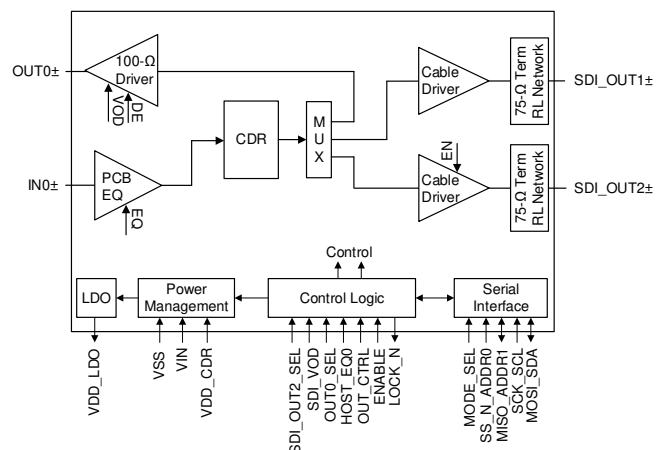 OUT0±
100-Ω
Driver
VOD
DE
IN0±
PCB
EQ
EQ
CDR
M
U
X
Cable
Driver
75-Ω Term
RL Network
SDI_OUT1±
EN
Cable
Driver
75-Ω Term
RL Network
SDI_OUT2±
Control
LDO
Power
Management
Control Logic
Serial
Interface
VDD_LDO
VSS
VIN
VDD_CDR
SDI_OUT2_SEL
SDI_VOD
OUT0_SEL
HOST_EQ0
OUT_CTRL
ENABLE
LOCK_N
MODE_SEL
SS_N_ADDR0
MISO_ADDR1
SCK_SCL
MOSI_SDA